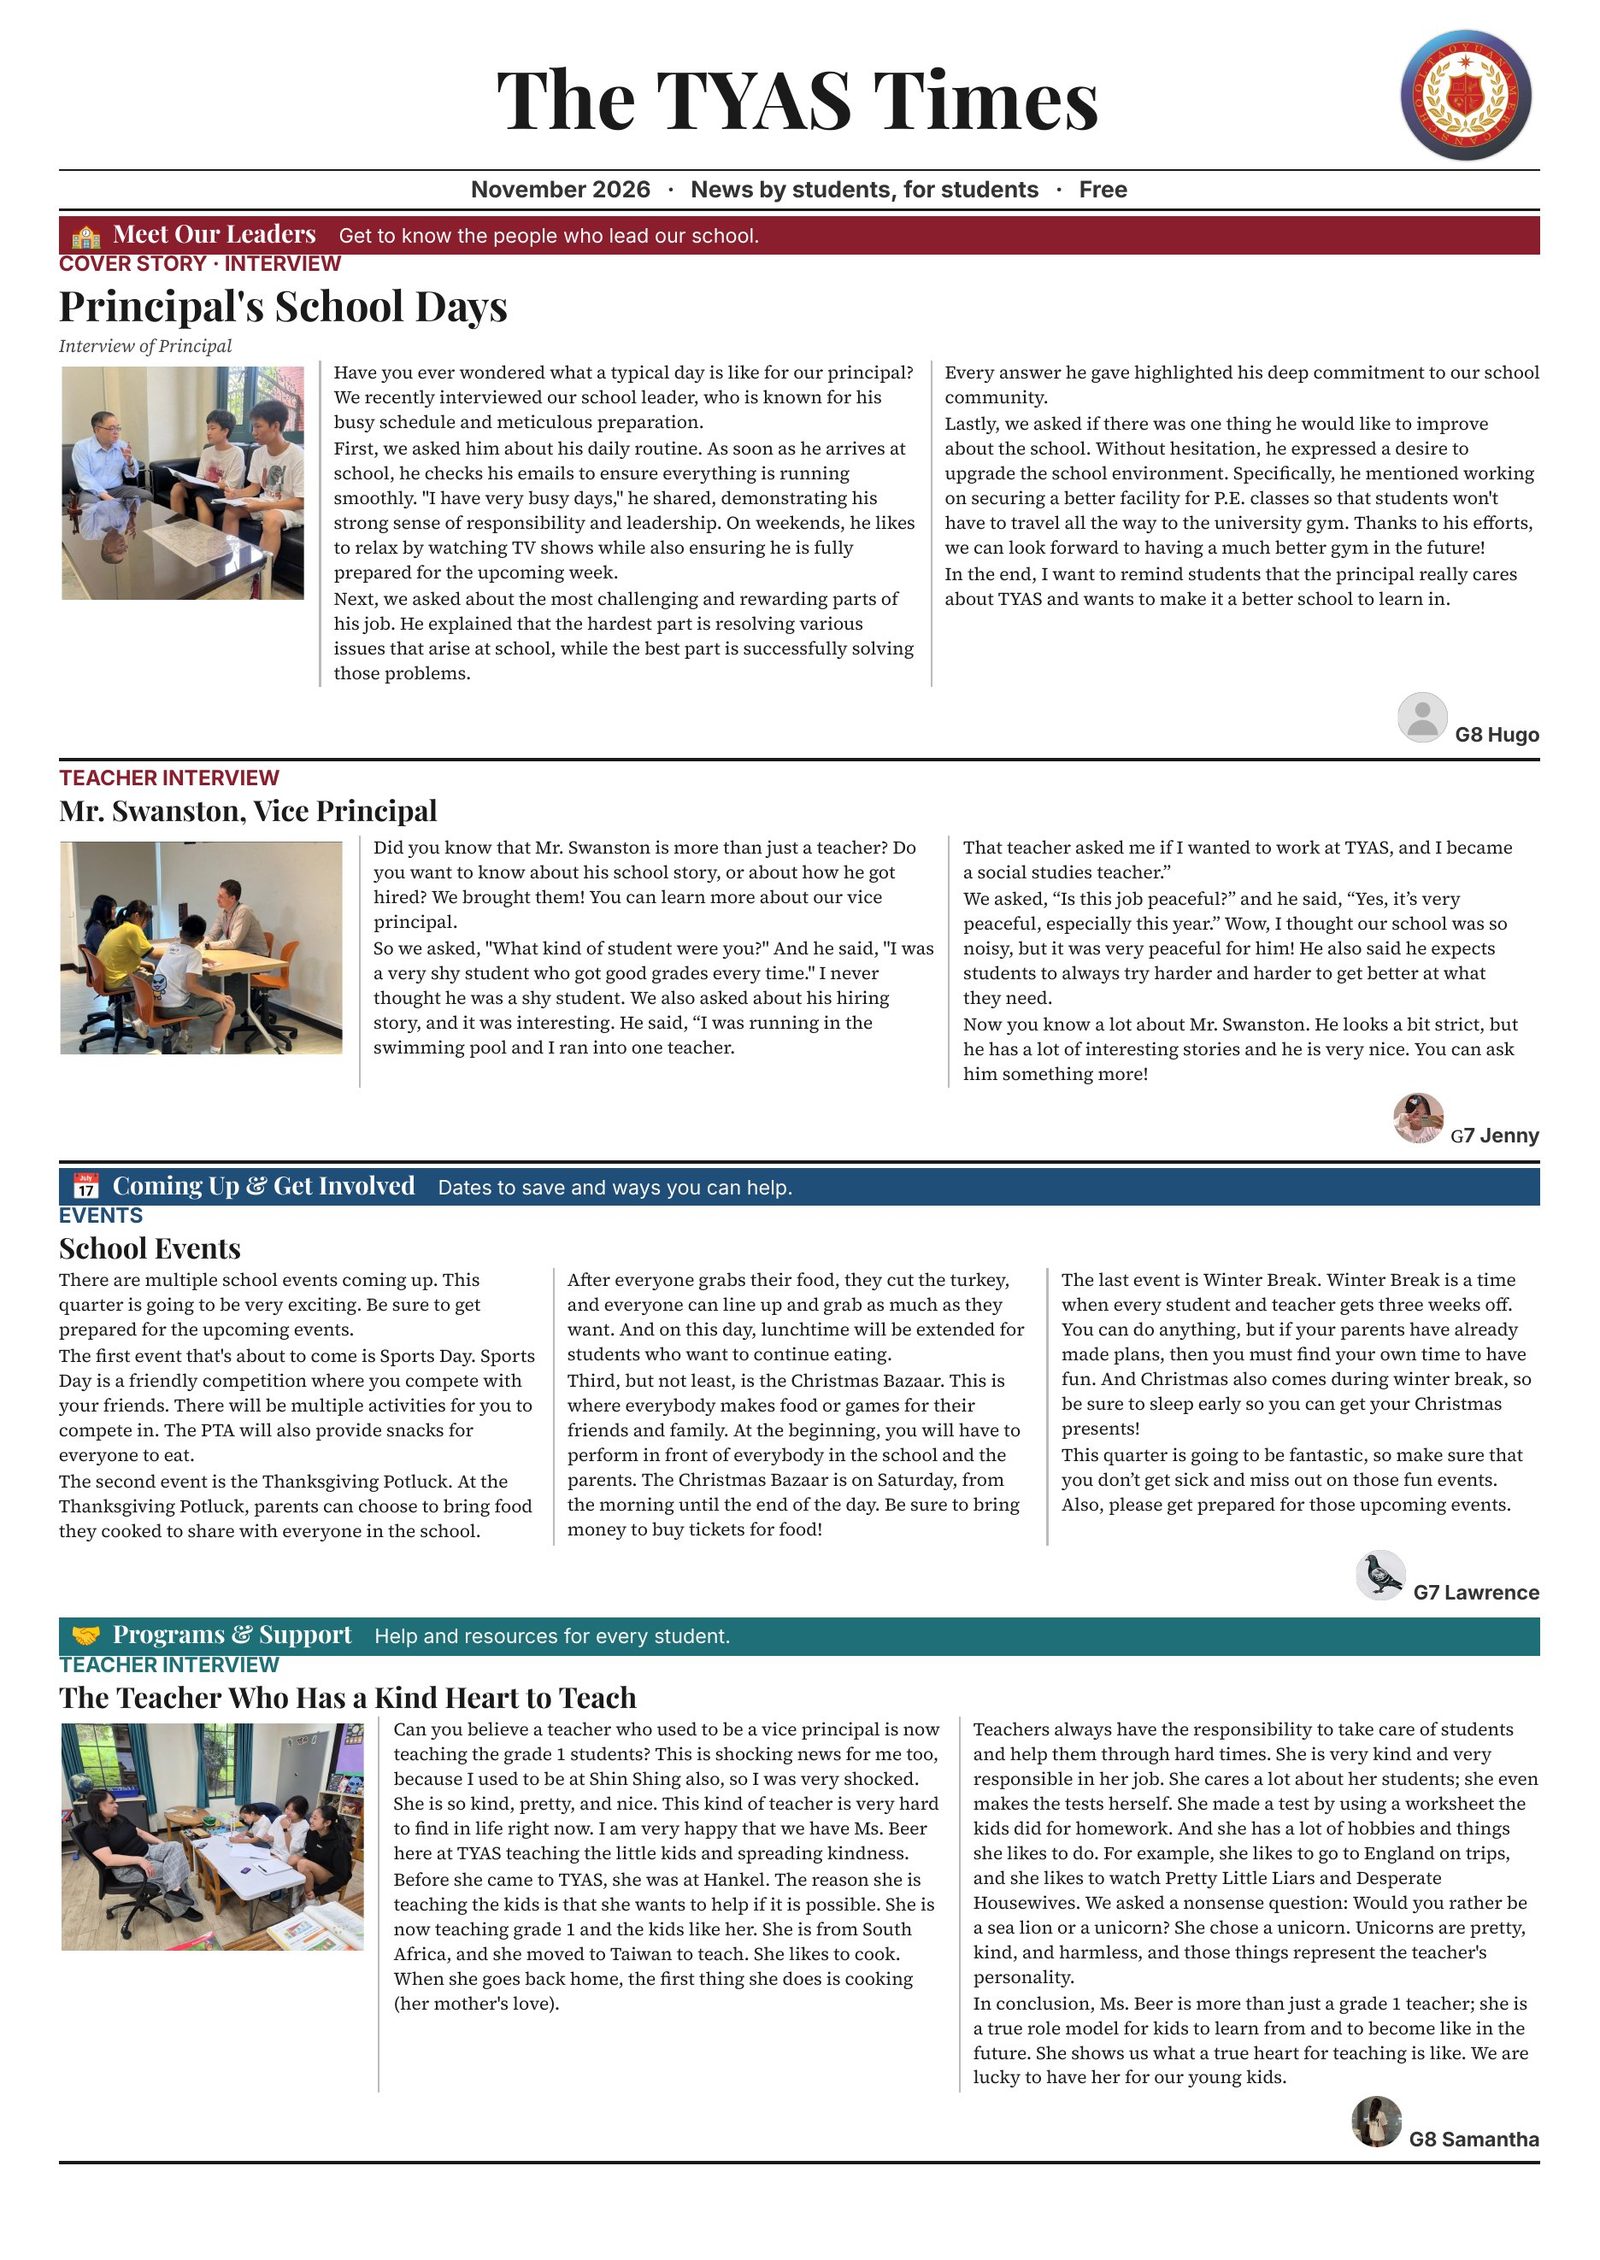 The TYAS Times
TAOYUAN AMERICAN SCHOOL
November 2026 · News by students, for students · Free
Meet Our Leaders Get to know the people who lead our school.
COVER STORY · INTERVIEW
Principal's School Days
Interview of Principal
Have you ever wondered what a typical day is like for our principal?
We recently interviewed our school leader, who is known for his
busy schedule and meticulous preparation.
First, we asked him about his daily routine. As soon as he arrives at
school, he checks his emails to ensure everything is running
smoothly. "I have very busy days," he shared, demonstrating his
strong sense of responsibility and leadership. On weekends, he likes
to relax by watching TV shows while also ensuring he is fully
prepared for the upcoming week.
Next, we asked about the most challenging and rewarding parts of
his job. He explained that the hardest part is resolving various
issues that arise at school, while the best part is successfully solving
those problems.
Every answer he gave highlighted his deep commitment to our school
community.
Lastly, we asked if there was one thing he would like to improve
about the school. Without hesitation, he expressed a desire to
upgrade the school environment. Specifically, he mentioned working
on securing a better facility for P.E. classes so that students won't
have to travel all the way to the university gym. Thanks to his efforts,
we can look forward to having a much better gym in the future!
In the end, I want to remind students that the principal really cares
about TYAS and wants to make it a better school to learn in.
G8 Hugo
TEACHER INTERVIEW
Mr. Swanston, Vice Principal
Did you know that Mr. Swanston is more than just a teacher? Do
you want to know about his school story, or about how he got
hired? We brought them! You can learn more about our vice
principal.
So we asked, "What kind of student were you?" And he said, "I was
a very shy student who got good grades every time." I never
thought he was a shy student. We also asked about his hiring
story, and it was interesting. He said, “I was running in the
swimming pool and I ran into one teacher.
That teacher asked me if I wanted to work at TYAS, and I became
a social studies teacher.”
We asked, “Is this job peaceful?” and he said, “Yes, it’s very
peaceful, especially this year.” Wow, I thought our school was so
noisy, but it was very peaceful for him! He also said he expects
students to always try harder and harder to get better at what
they need.
Now you know a lot about Mr. Swanston. He looks a bit strict, but
he has a lot of interesting stories and he is very nice. You can ask
him something more!
G7 Jenny
July
17
Coming Up & Get Involved Dates to save and ways you can help.
EVENTS
School Events
There are multiple school events coming up. This
quarter is going to be very exciting. Be sure to get
prepared for the upcoming events.
The first event that's about to come is Sports Day. Sports
Day is a friendly competition where you compete with
your friends. There will be multiple activities for you to
compete in. The PTA will also provide snacks for
everyone to eat.
The second event is the Thanksgiving Potluck. At the
Thanksgiving Potluck, parents can choose to bring food
they cooked to share with everyone in the school.
After everyone grabs their food, they cut the turkey,
and everyone can line up and grab as much as they
want. And on this day, lunchtime will be extended for
students who want to continue eating.
Third, but not least, is the Christmas Bazaar. This is
where everybody makes food or games for their
friends and family. At the beginning, you will have to
perform in front of everybody in the school and the
parents. The Christmas Bazaar is on Saturday, from
the morning until the end of the day. Be sure to bring
money to buy tickets for food!
The last event is Winter Break. Winter Break is a time
when every student and teacher gets three weeks off.
You can do anything, but if your parents have already
made plans, then you must find your own time to have
fun. And Christmas also comes during winter break, so
be sure to sleep early so you can get your Christmas
presents!
This quarter is going to be fantastic, so make sure that
you don’t get sick and miss out on those fun events.
Also, please get prepared for those upcoming events.
G7 Lawrence
Programs & Support Help and resources for every student.
TEACHER INTERVIEW
The Teacher Who Has a Kind Heart to Teach
Can you believe a teacher who used to be a vice principal is now
teaching the grade 1 students? This is shocking news for me too,
because I used to be at Shin Shing also, so I was very shocked.
She is so kind, pretty, and nice. This kind of teacher is very hard
to find in life right now. I am very happy that we have Ms. Beer
here at TYAS teaching the little kids and spreading kindness.
Before she came to TYAS, she was at Hankel. The reason she is
teaching the kids is that she wants to help if it is possible. She is
now teaching grade 1 and the kids like her. She is from South
Africa, and she moved to Taiwan to teach. She likes to cook.
When she goes back home, the first thing she does is cooking
(her mother's love).
Teachers always have the responsibility to take care of students
and help them through hard times. She is very kind and very
responsible in her job. She cares a lot about her students; she even
makes the tests herself. She made a test by using a worksheet the
kids did for homework. And she has a lot of hobbies and things
she likes to do. For example, she likes to go to England on trips,
and she likes to watch Pretty Little Liars and Desperate
Housewives. We asked a nonsense question: Would you rather be
a sea lion or a unicorn? She chose a unicorn. Unicorns are pretty,
kind, and harmless, and those things represent the teacher's
personality.
In conclusion, Ms. Beer is more than just a grade 1 teacher; she is
a true role model for kids to learn from and to become like in the
future. She shows us what a true heart for teaching is like. We are
lucky to have her for our young kids.
G8 Samantha